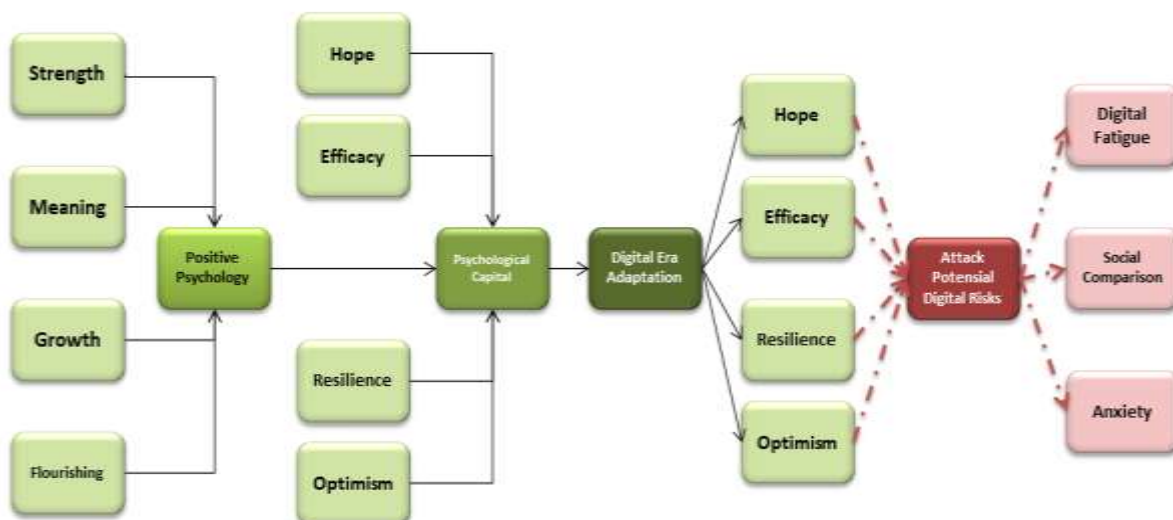 Strength
Meaning
Growth
Flourishing
Positive
Psychology
Hope
Efficacy
Resilience
Optimism
Psychological
Capital
Digital Era
Adaptation
Hope
Efficacy
Resilience
Optimism
Attack
Potensial
Digital Risks
Digital
Fatigue
Social
Comparison
Anxiety